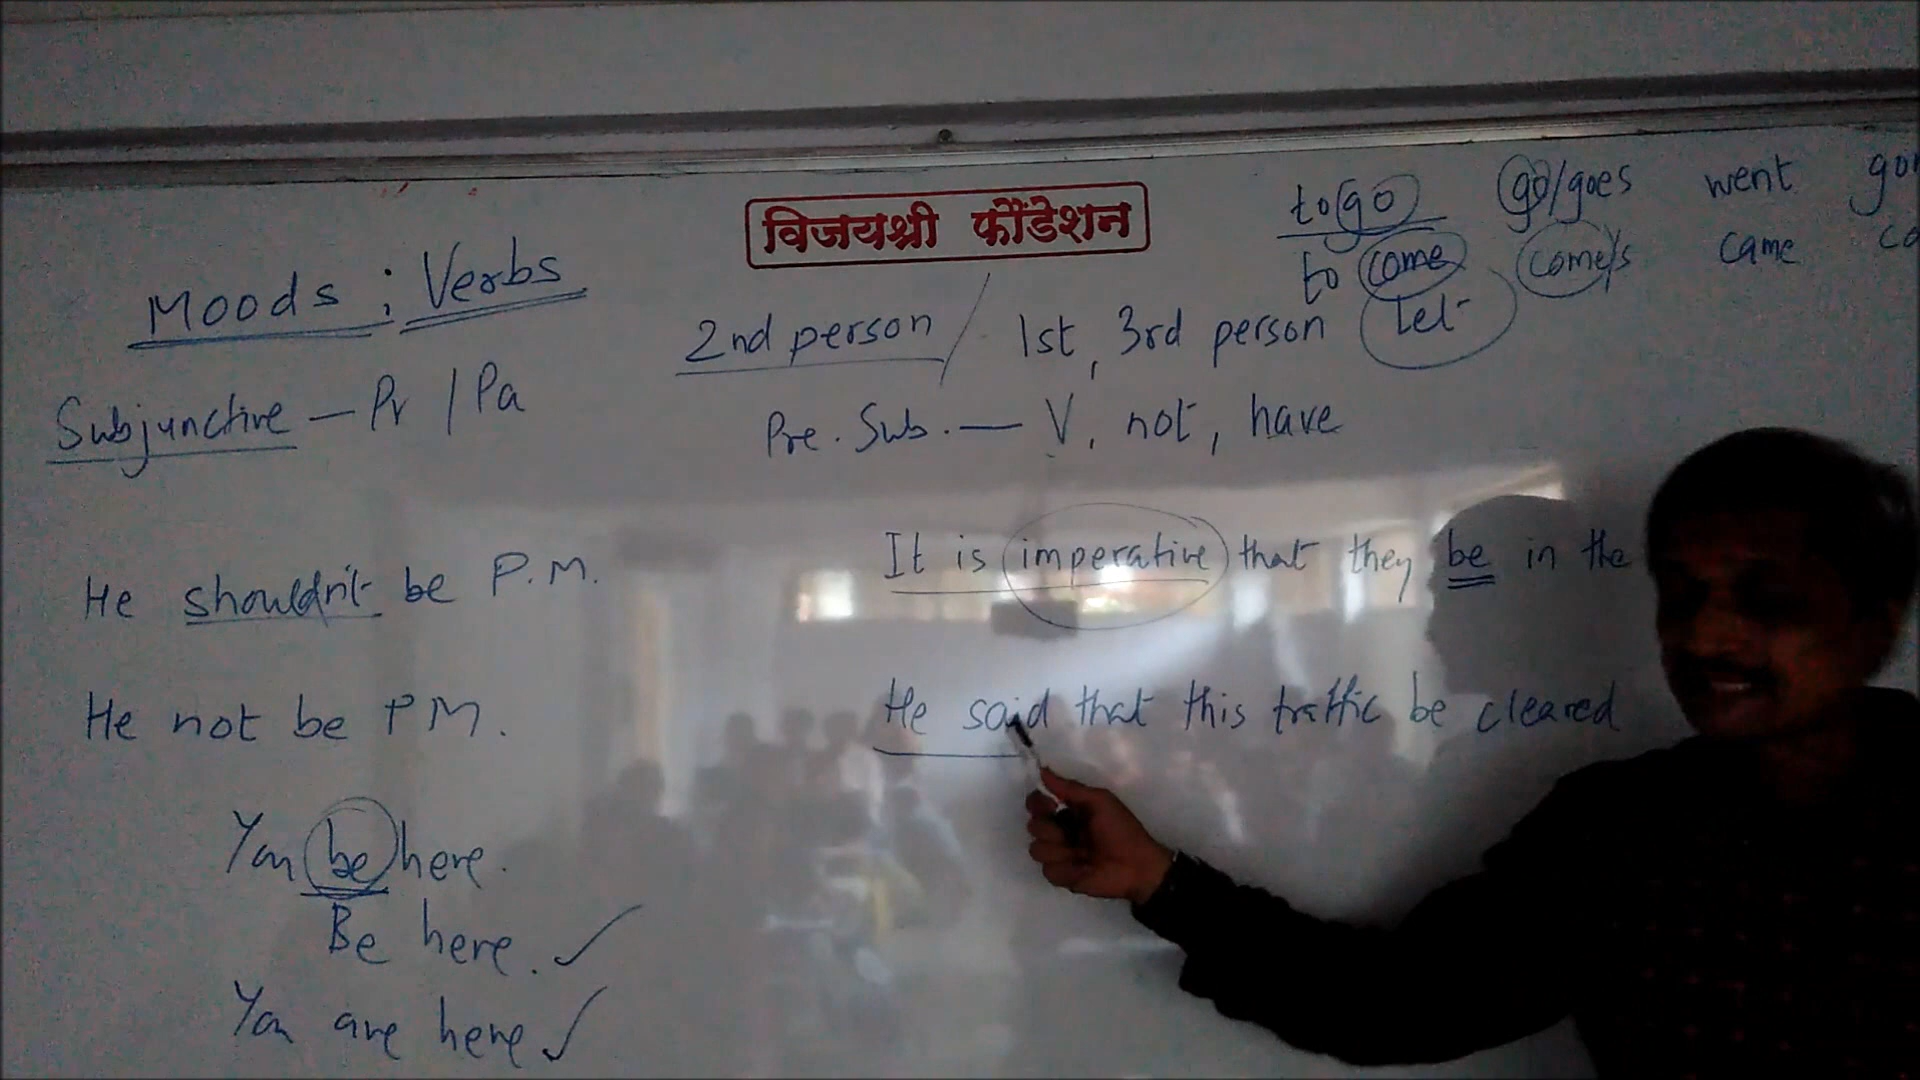 विजयश्री फौंडेशन
to go go/goes went
to come come/s came
Moods ; Verbs
2nd person / 1st, 3rd person Let
Subjunctive – Pr / Pa
Pre. Sub. – V, not, have
It is imperative that they be in the
He shouldn't be P.M.
He said that this traffic be cleared
He not be PM.
You be here.
Be here. ✓
You are here ✓